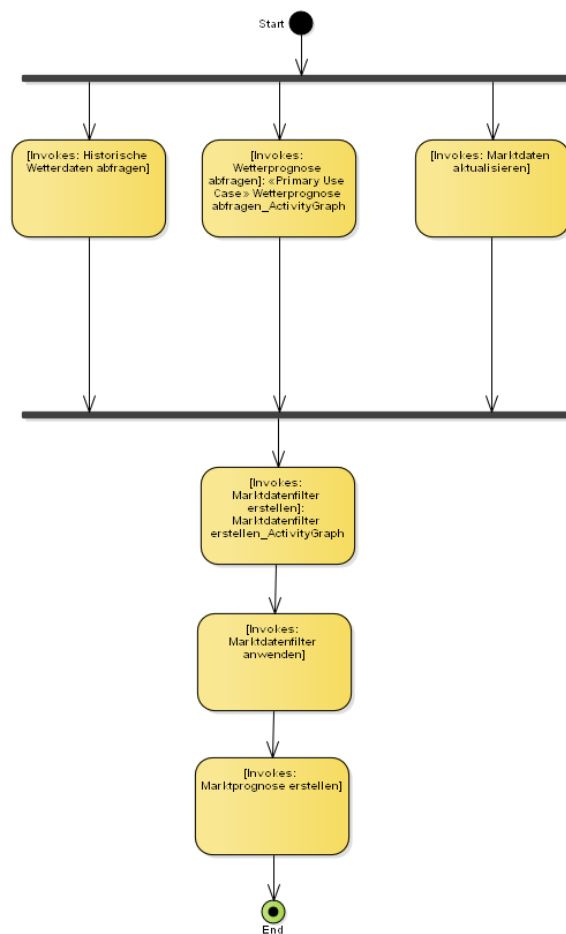 Start
[Invokes: Historische
Wetterdaten abfragen]
[Invokes:
Wetterprognose
abfragen]: «Primary Use
Case» Wetterprognose
abfragen_ActivityGraph
[Invokes: Marktdaten
aktualisieren]
[Invokes:
Marktdatenfilter
erstellen]:
Marktdatenfilter
erstellen_ActivityGraph
[Invokes:
Marktdatenfilter
anwenden]
[Invokes:
Marktprognose erstellen]
End